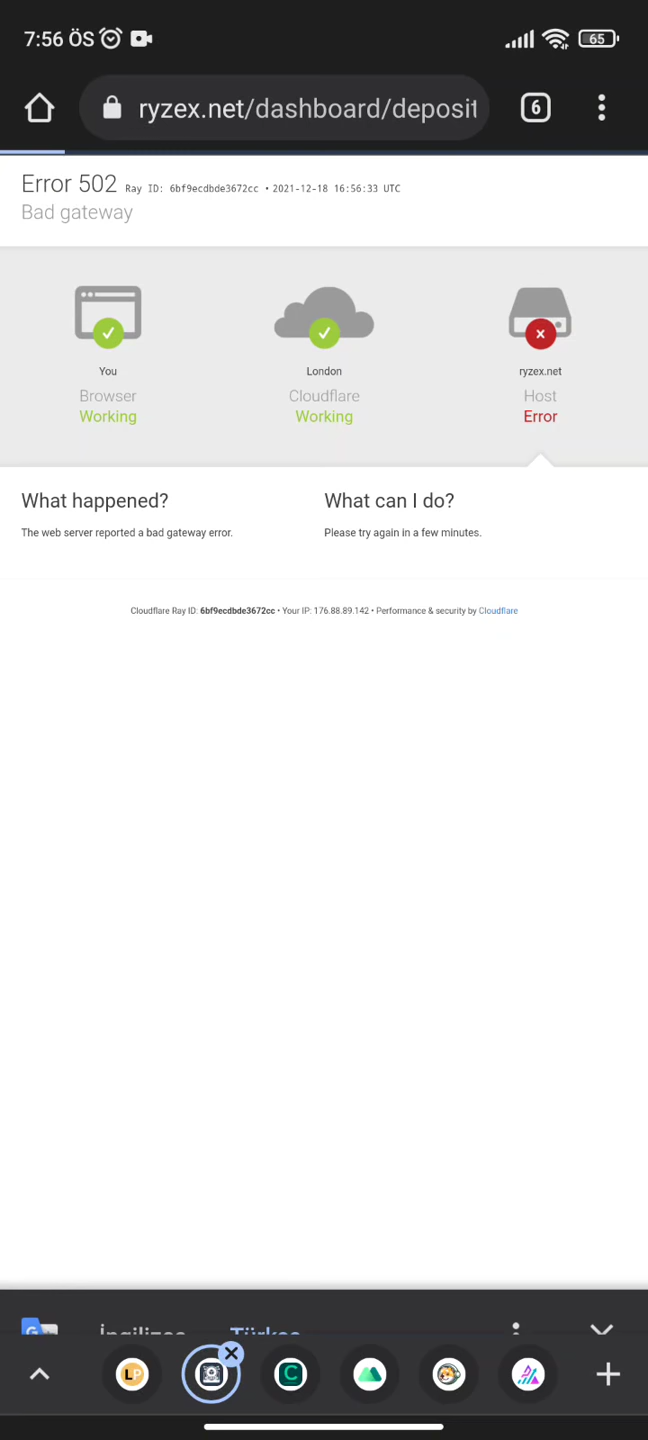 7:56 ÖS
65
ryzex.net/dashboard/deposit
6
Error 502 Ray ID: 6bf9ecdbde3672cc • 2021-12-18 16:56:33 UTC
Bad gateway
You
Browser
Working
London
Cloudflare
Working
ryzex.net
Host
Error
What happened?
The web server reported a bad gateway error.
What can I do?
Please try again in a few minutes.
Cloudflare Ray ID: 6bf9ecdbde3672cc • Your IP: 176.88.89.142 • Performance & security by Cloudflare
İngilizce Türkçe
LP
C